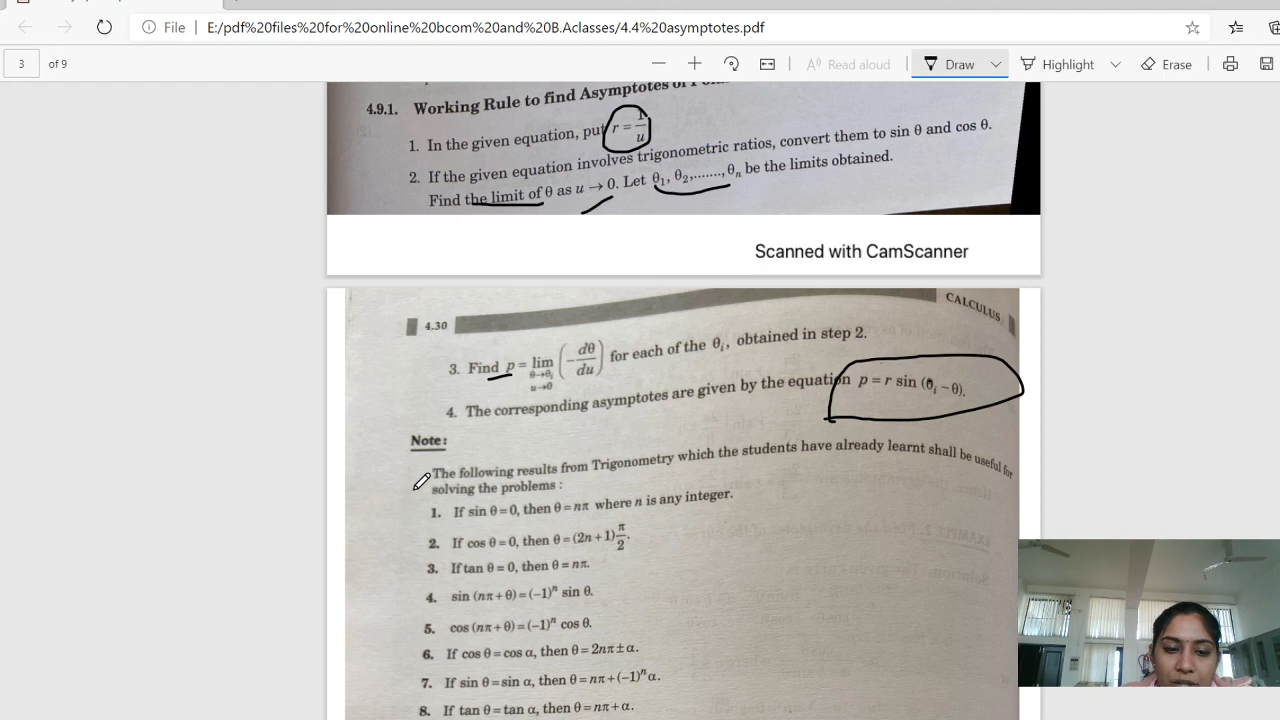 File E:/pdf%20files%20for%20online%20bcom%20and%20B.Aclasses/4.4%20asymptotes.pdf
3 of 9 Read aloud Draw Highlight Erase
4.9.1. Working Rule to find Asymptotes of
1. In the given equation, put r = 1/u
2. If the given equation involves trigonometric ratios, convert them to sin θ and cos θ.
Find the limit of θ as u → 0. Let θ₁, θ₂,......., θₙ be the limits obtained.
Scanned with CamScanner
4.30 CALCULUS
3. Find p = lim θ→θᵢ u→0 (− dθ/du) for each of the θᵢ, obtained in step 2.
4. The corresponding asymptotes are given by the equation p = r sin (θᵢ − θ).
Note:
The following results from Trigonometry which the students have already learnt shall be useful for
solving the problems :
1. If sin θ = 0, then θ = nπ where n is any integer.
2. If cos θ = 0, then θ = (2n + 1) π/2.
3. If tan θ = 0, then θ = nπ.
4. sin (nπ + θ) = (−1)ⁿ sin θ.
5. cos (nπ + θ) = (−1)ⁿ cos θ.
6. If cos θ = cos α, then θ = 2nπ ± α.
7. If sin θ = sin α, then θ = nπ + (−1)ⁿ α.
8. If tan θ = tan α, then θ = nπ + α.